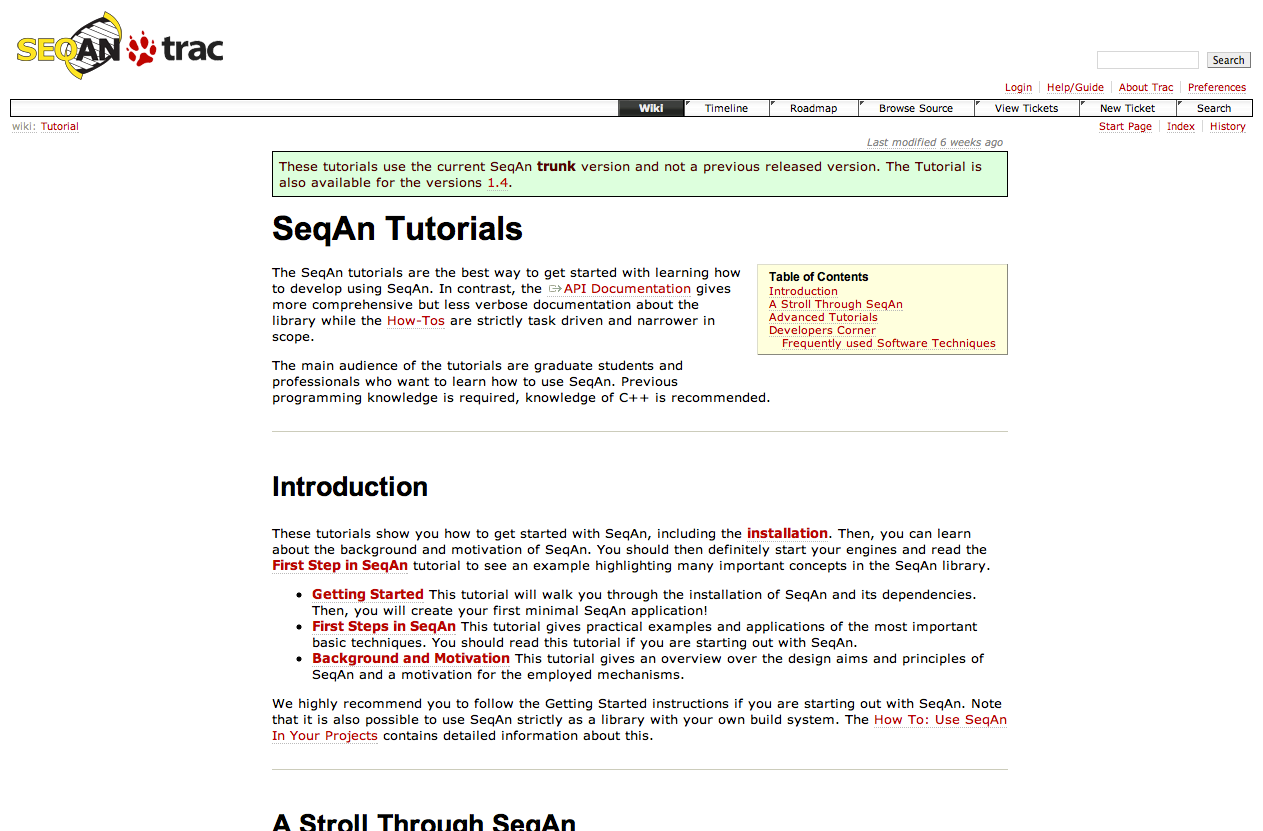 SEQAN trac
Search
Login Help/Guide About Trac Preferences
Wiki Timeline Roadmap Browse Source View Tickets New Ticket Search
wiki: Tutorial
Start Page Index History
Last modified 6 weeks ago
These tutorials use the current SeqAn trunk version and not a previous released version. The Tutorial is
also available for the versions 1.4.
SeqAn Tutorials
The SeqAn tutorials are the best way to get started with learning how
to develop using SeqAn. In contrast, the API Documentation gives
more comprehensive but less verbose documentation about the
library while the How-Tos are strictly task driven and narrower in
scope.
Table of Contents
Introduction
A Stroll Through SeqAn
Advanced Tutorials
Developers Corner
Frequently used Software Techniques
The main audience of the tutorials are graduate students and
professionals who want to learn how to use SeqAn. Previous
programming knowledge is required, knowledge of C++ is recommended.
Introduction
These tutorials show you how to get started with SeqAn, including the installation. Then, you can learn
about the background and motivation of SeqAn. You should then definitely start your engines and read the
First Step in SeqAn tutorial to see an example highlighting many important concepts in the SeqAn library.
• Getting Started This tutorial will walk you through the installation of SeqAn and its dependencies.
Then, you will create your first minimal SeqAn application!
• First Steps in SeqAn This tutorial gives practical examples and applications of the most important
basic techniques. You should read this tutorial if you are starting out with SeqAn.
• Background and Motivation This tutorial gives an overview over the design aims and principles of
SeqAn and a motivation for the employed mechanisms.
We highly recommend you to follow the Getting Started instructions if you are starting out with SeqAn. Note
that it is also possible to use SeqAn strictly as a library with your own build system. The How To: Use SeqAn
In Your Projects contains detailed information about this.
A Stroll Through SeqAn